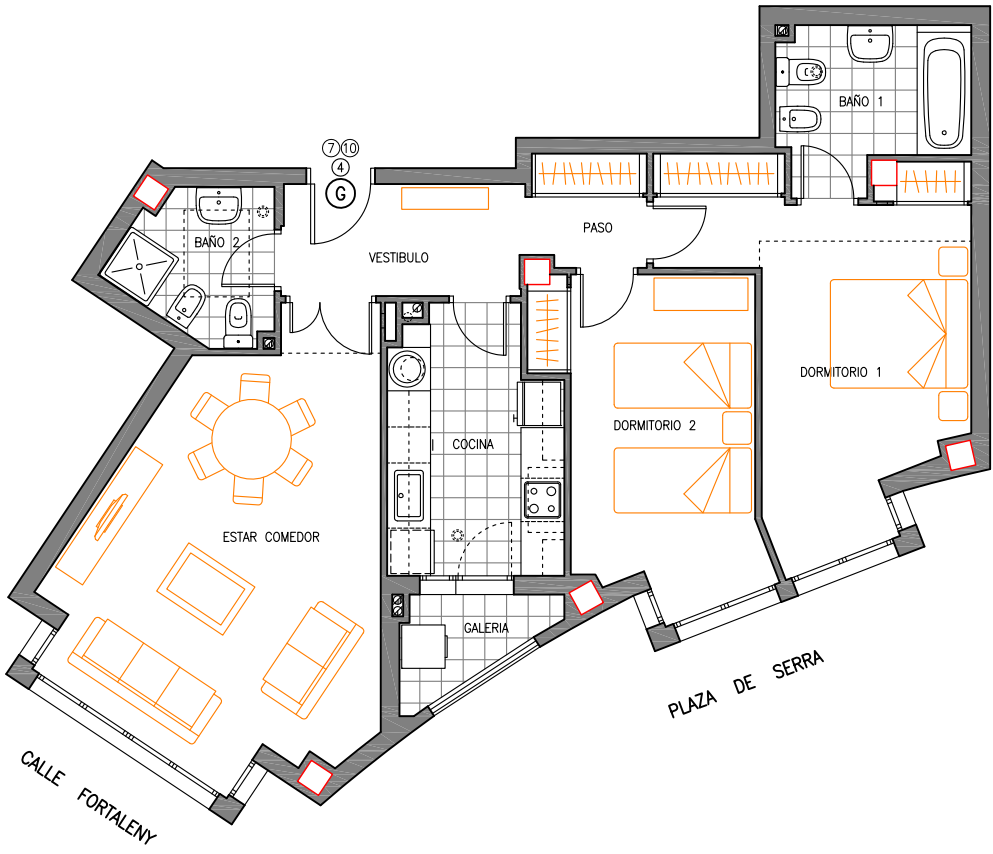 BAÑO 1
7 10
4
G
PASO
BAÑO 2
VESTIBULO
DORMITORIO 1
DORMITORIO 2
COCINA
ESTAR COMEDOR
GALERIA
PLAZA DE SERRA
CALLE FORTALENY